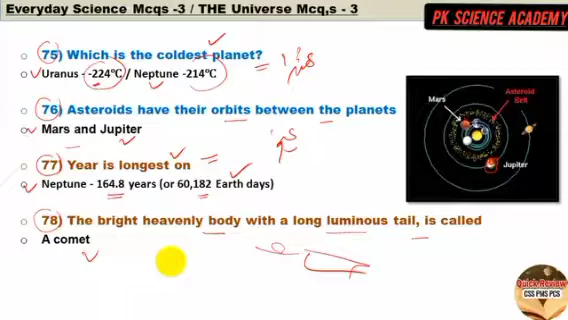 Everyday Science Mcqs -3 / THE Universe Mcq,s - 3
PK SCIENCE ACADEMY
75) Which is the coldest planet?
Uranus - -224°C / Neptune -214°C
76) Asteroids have their orbits between the planets
Mars and Jupiter
77) Year is longest on
Neptune - 164.8 years (or 60,182 Earth days)
78) The bright heavenly body with a long luminous tail, is called
A comet
Mars
Asteroid
Belt
Jupiter
Quick Review
CSS PMS PCS